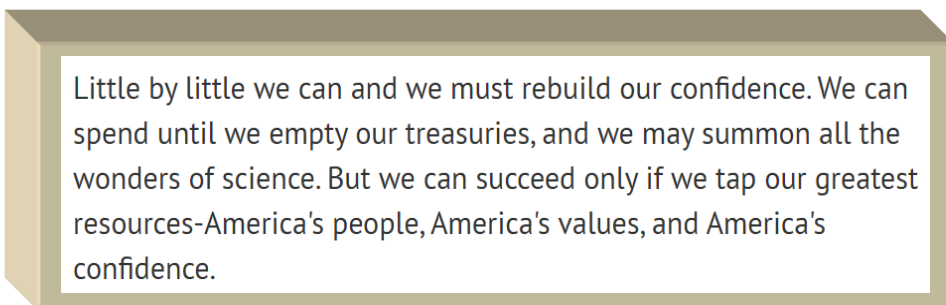 Little by little we can and we must rebuild our confidence. We can
spend until we empty our treasuries, and we may summon all the
wonders of science. But we can succeed only if we tap our greatest
resources-America's people, America's values, and America's
confidence.